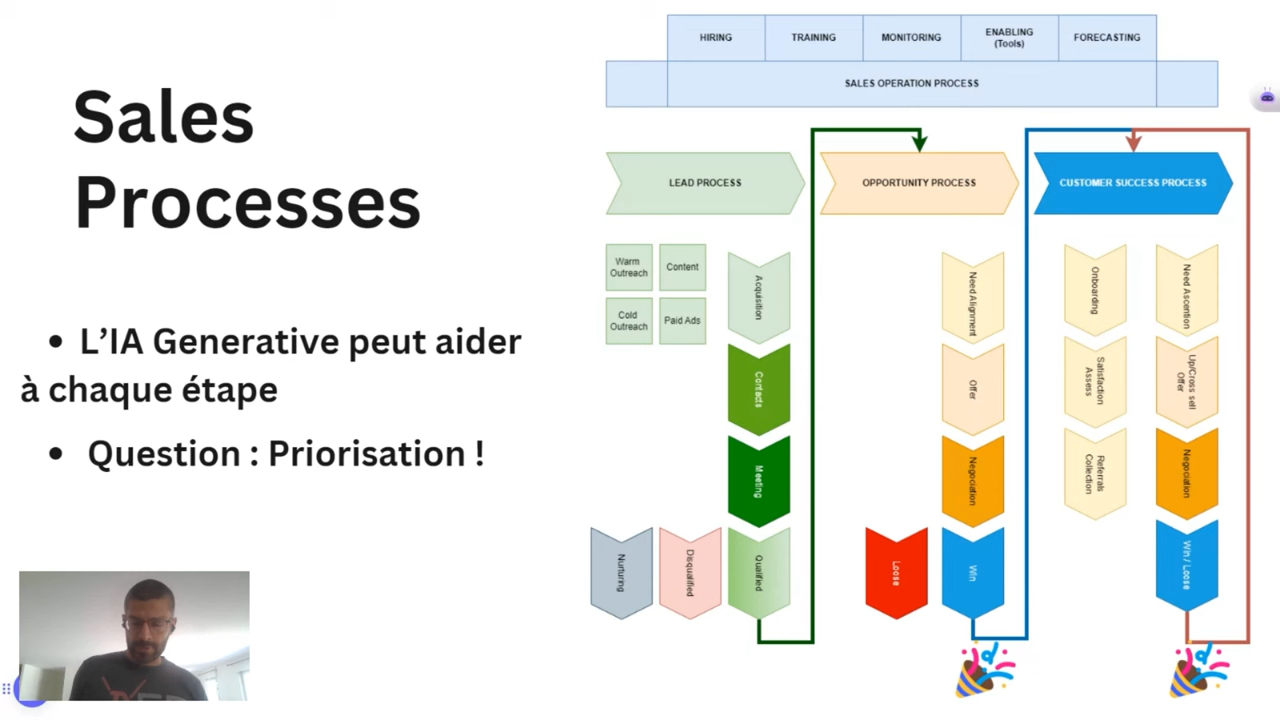 Sales
Processes
• L’IA Generative peut aider
à chaque étape
• Question : Priorisation !
HIRING
TRAINING
MONITORING
ENABLING
(Tools)
FORECASTING
SALES OPERATION PROCESS
LEAD PROCESS
OPPORTUNITY PROCESS
CUSTOMER SUCCESS PROCESS
Warm
Outreach
Content
Cold
Outreach
Paid Ads
Acquisition
Contacts
Meeting
Nurturing
Disqualified
Qualified
Need Alignment
Offer
Negociation
Loose
Win
Onboarding
Satisfaction
Assess
Referrals
Collection
Need Ascention
Up/Cross sell
Offer
Negociation
Win / Loose